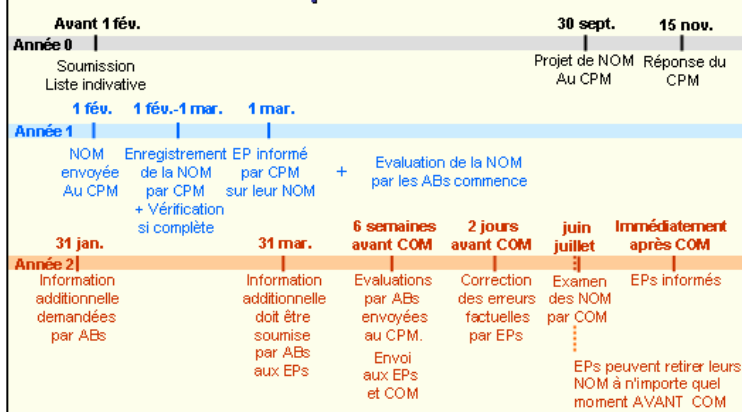 Avant 1 fév.
30 sept.
15 nov.
Année 0
Soumission
Liste indivative
Projet de NOM
Au CPM
Réponse du
CPM
1 fév.
1 fév.-1 mar.
1 mar.
Année 1
NOM
envoyée
Au CPM
Enregistrement
de la NOM
par CPM
+ Vérification
si complète
EP informé
par CPM
sur leur NOM
+
Evaluation de la NOM
par les ABs commence
31 jan.
31 mar.
6 semaines
avant COM
2 jours
avant COM
juin
juillet
Immédiatement
après COM
Année 2
Information
additionnelle
demandées
par ABs
Information
additionnelle
doit être
soumise
par ABs
aux EPs
Evaluations
par ABs
envoyées
au CPM.
Envoi
aux EPs
et COM
Correction
des erreurs
factuelles
par EPs
Examen
des NOM
par COM
EPs informés
EPs peuvent retirer leurs
NOM à n'importe quel
moment AVANT COM